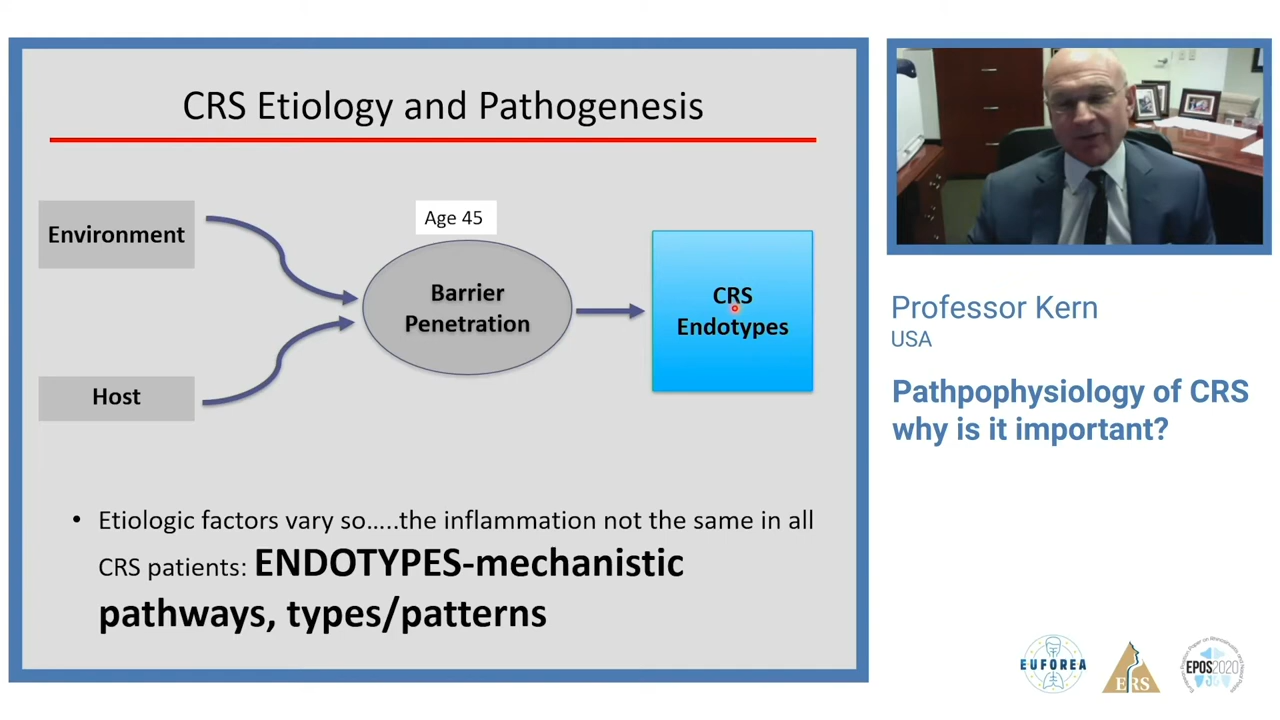 CRS Etiology and Pathogenesis
Environment
Age 45
Barrier
Penetration
CRS
Endotypes
Host
• Etiologic factors vary so.....the inflammation not the same in all
CRS patients: ENDOTYPES-mechanistic
pathways, types/patterns
Professor Kern
USA
Pathpophysiology of CRS
why is it important?
EUFOREA
ERS
EPOS2020